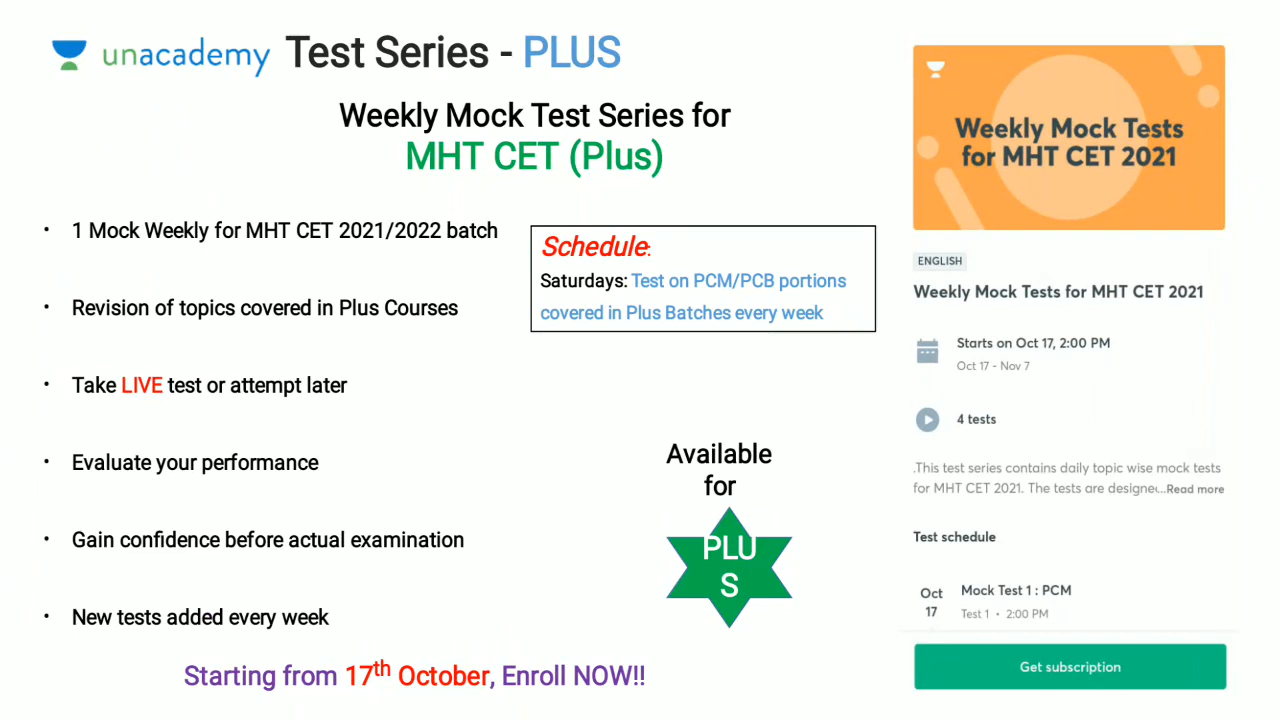 unacademy Test Series - PLUS
Weekly Mock Test Series for
MHT CET (Plus)
• 1 Mock Weekly for MHT CET 2021/2022 batch
• Revision of topics covered in Plus Courses
• Take LIVE test or attempt later
• Evaluate your performance
• Gain confidence before actual examination
• New tests added every week
Starting from 17th October, Enroll NOW!!
Schedule:
Saturdays: Test on PCM/PCB portions
covered in Plus Batches every week
Available
for
PLU
S
Weekly Mock Tests
for MHT CET 2021
ENGLISH
Weekly Mock Tests for MHT CET 2021
Starts on Oct 17, 2:00 PM
Oct 17 - Nov 7
4 tests
.This test series contains daily topic wise mock tests
for MHT CET 2021. The tests are designe...Read more
Test schedule
Oct
17
Mock Test 1 : PCM
Test 1 • 2:00 PM
Get subscription